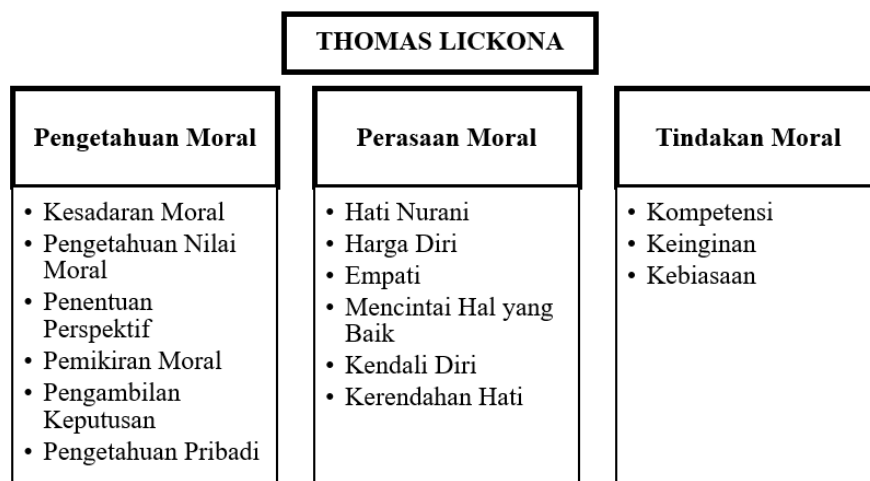 THOMAS LICKONA
Pengetahuan Moral
• Kesadaran Moral
• Pengetahuan Nilai
Moral
• Penentuan
Perspektif
• Pemikiran Moral
• Pengambilan
Keputusan
• Pengetahuan Pribadi
Perasaan Moral
• Hati Nurani
• Harga Diri
• Empati
• Mencintai Hal yang
Baik
• Kendali Diri
• Kerendahan Hati
Tindakan Moral
• Kompetensi
• Keinginan
• Kebiasaan